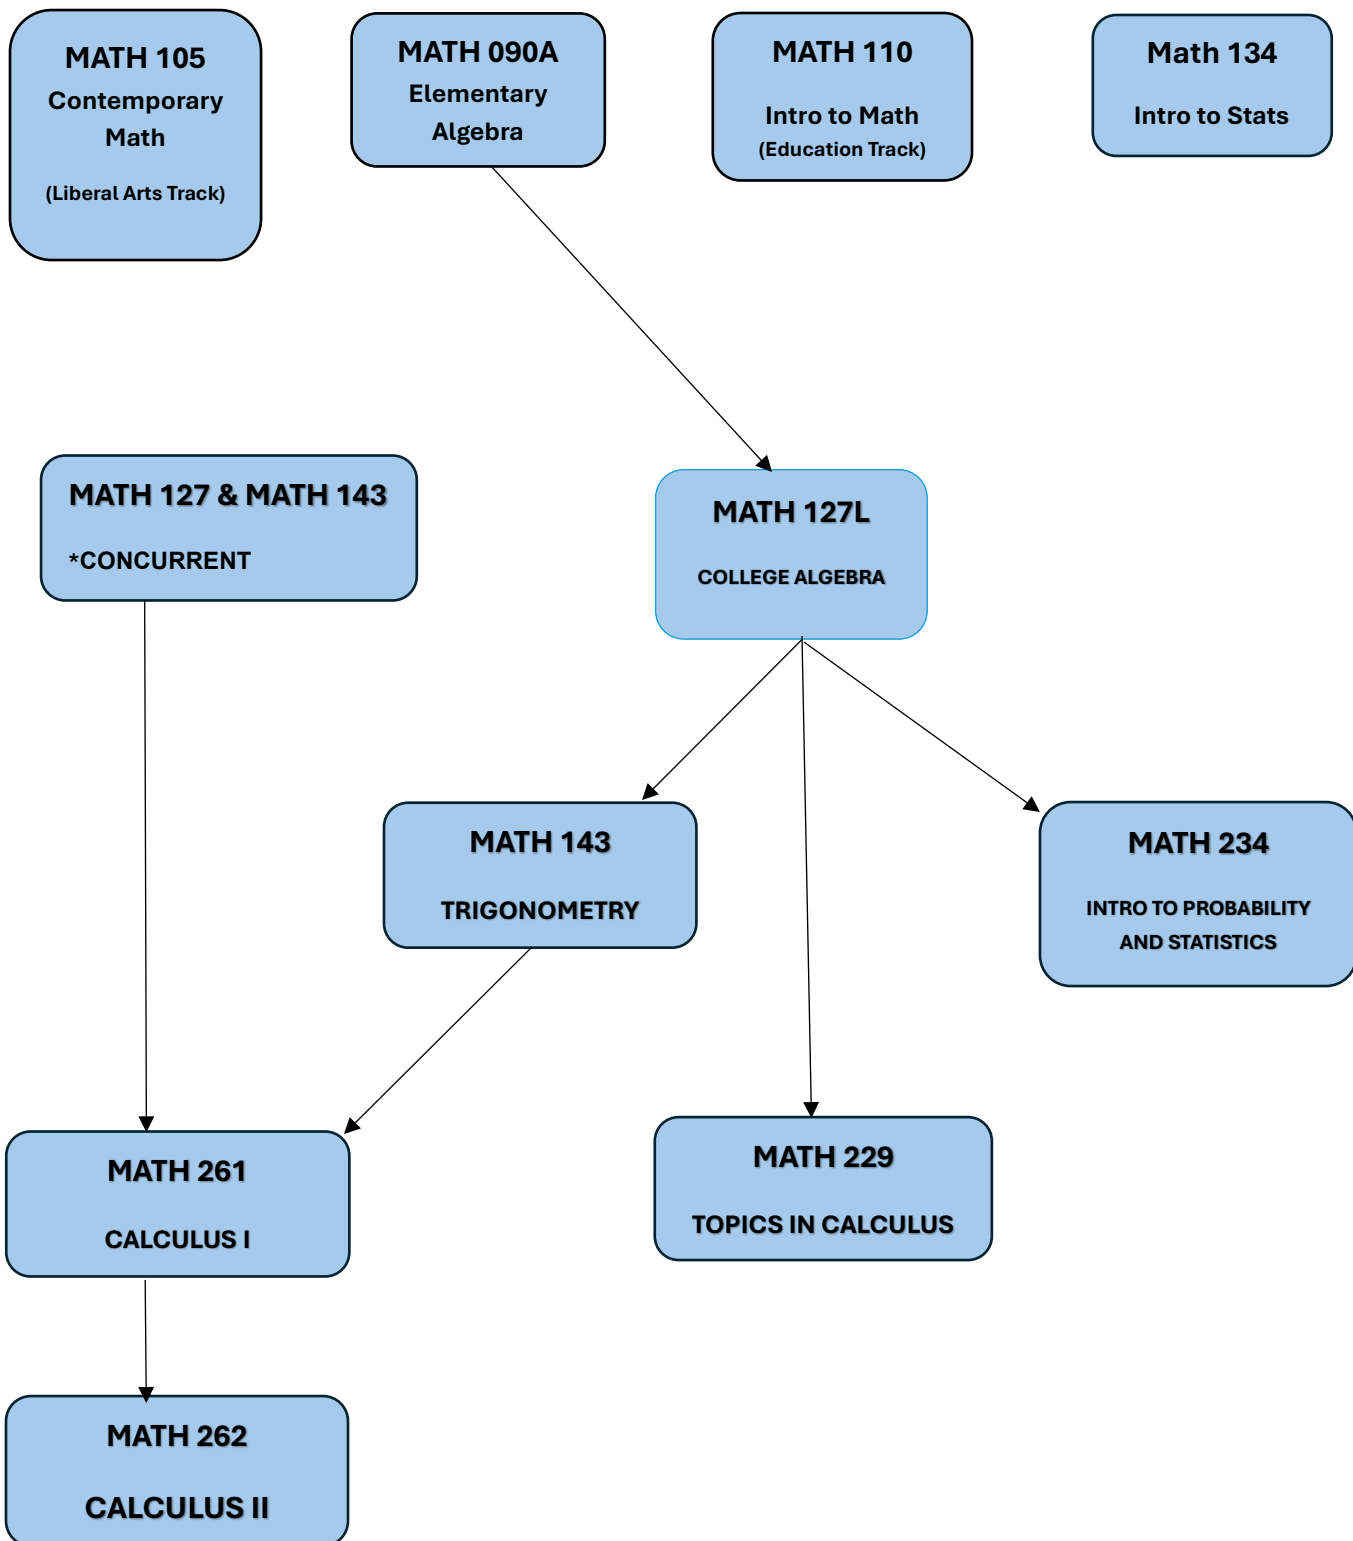 MATH 105
Contemporary
Math
(Liberal Arts Track)
MATH 090A
Elementary
Algebra
MATH 110
Intro to Math
(Education Track)
Math 134
Intro to Stats
MATH 127 & MATH 143
*CONCURRENT
MATH 127L
COLLEGE ALGEBRA
MATH 143
TRIGONOMETRY
MATH 234
INTRO TO PROBABILITY
AND STATISTICS
MATH 261
CALCULUS I
MATH 229
TOPICS IN CALCULUS
MATH 262
CALCULUS II